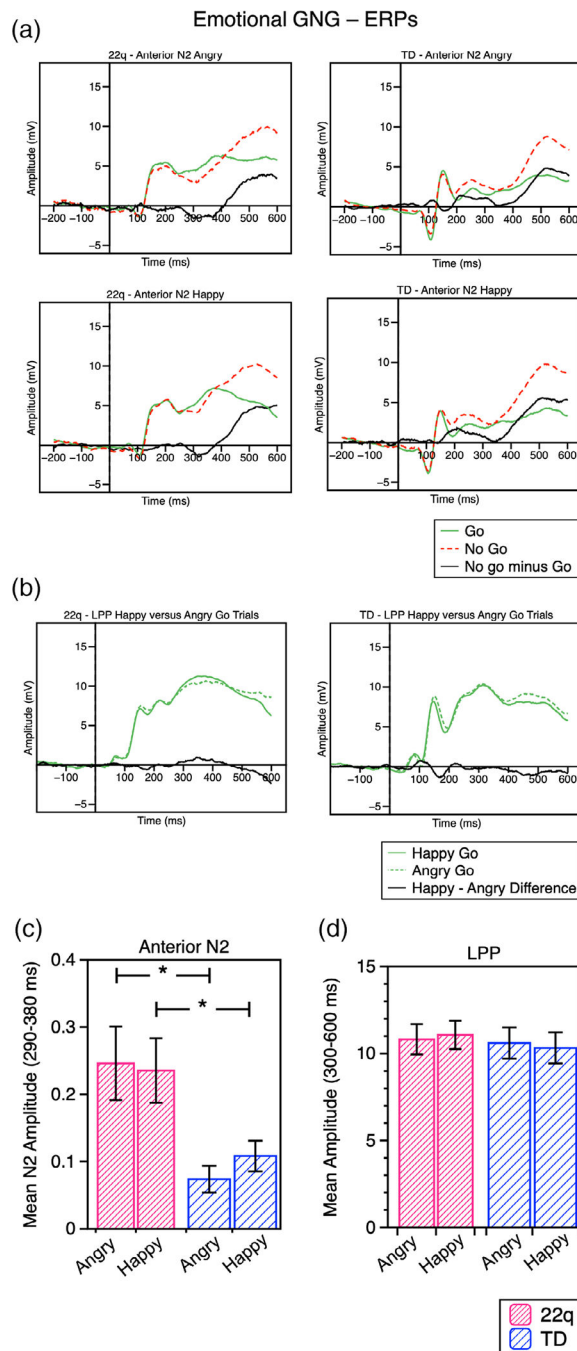 Emotional GNG – ERPs
(a)
22q - Anterior N2 Angry
Amplitude (mV)
15
10
5
−5
−200 −100 0 100 200 300 400 500 600
Time (ms)
TD - Anterior N2 Angry
Amplitude (mV)
15
10
5
−5
−200 −100 0 100 200 300 400 500 600
Time (ms)
22q - Anterior N2 Happy
Amplitude (mV)
15
10
5
−5
−200 −100 0 100 200 300 400 500 600
Time (ms)
TD - Anterior N2 Happy
Amplitude (mV)
15
10
5
−5
−200 −100 0 100 200 300 400 500 600
Time (ms)
Go
No Go
No go minus Go
(b)
22q - LPP Happy versus Angry Go Trials
Amplitude (mV)
15
10
5
0
−5
−100 100 200 300 400 500 600
Time (ms)
TD - LPP Happy versus Angry Go Trials
Amplitude (mV)
15
10
5
0
−5
−100 100 200 300 400 500 600
Time (ms)
Happy Go
Angry Go
Happy - Angry Difference
(c)
Anterior N2
Mean N2 Amplitude (290-380 ms)
0.4
0.3
0.2
0.1
0
* *
Angry Happy Angry Happy
(d)
LPP
Mean Amplitude (300-600 ms)
15
10
5
0
Angry Happy Angry Happy
22q
TD